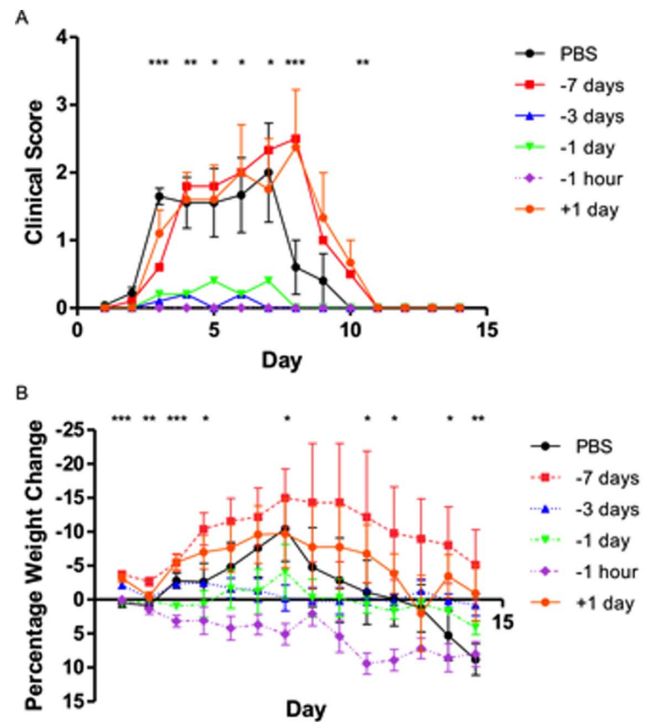 A
4
3
2
1
0
Clinical Score
*** ** * * * *** **
0 5 10 15
Day
PBS
-7 days
-3 days
-1 day
-1 hour
+1 day
B
*** ** *** * * * * * **
-25
-20
-15
-10
-5
0
5
10
15
Percentage Weight Change
15
Day
PBS
-7 days
-3 days
-1 day
-1 hour
+1 day